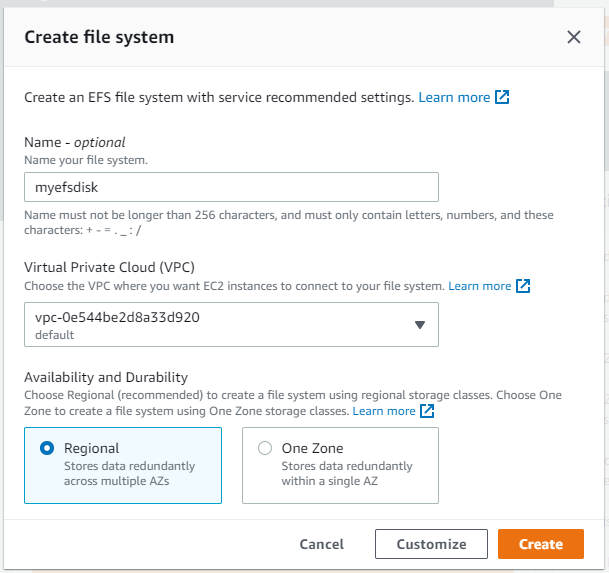 Create file system
Create an EFS file system with service recommended settings. Learn more
Name - optional
Name your file system.
myefsdisk
Name must not be longer than 256 characters, and must only contain letters, numbers, and these
characters: + - = . _ : /
Virtual Private Cloud (VPC)
Choose the VPC where you want EC2 instances to connect to your file system. Learn more
vpc-0e544be2d8a33d920
default
Availability and Durability
Choose Regional (recommended) to create a file system using regional storage classes. Choose One
Zone to create a file system using One Zone storage classes. Learn more
Regional
Stores data redundantly
across multiple AZs
One Zone
Stores data redundantly
within a single AZ
Cancel
Customize
Create